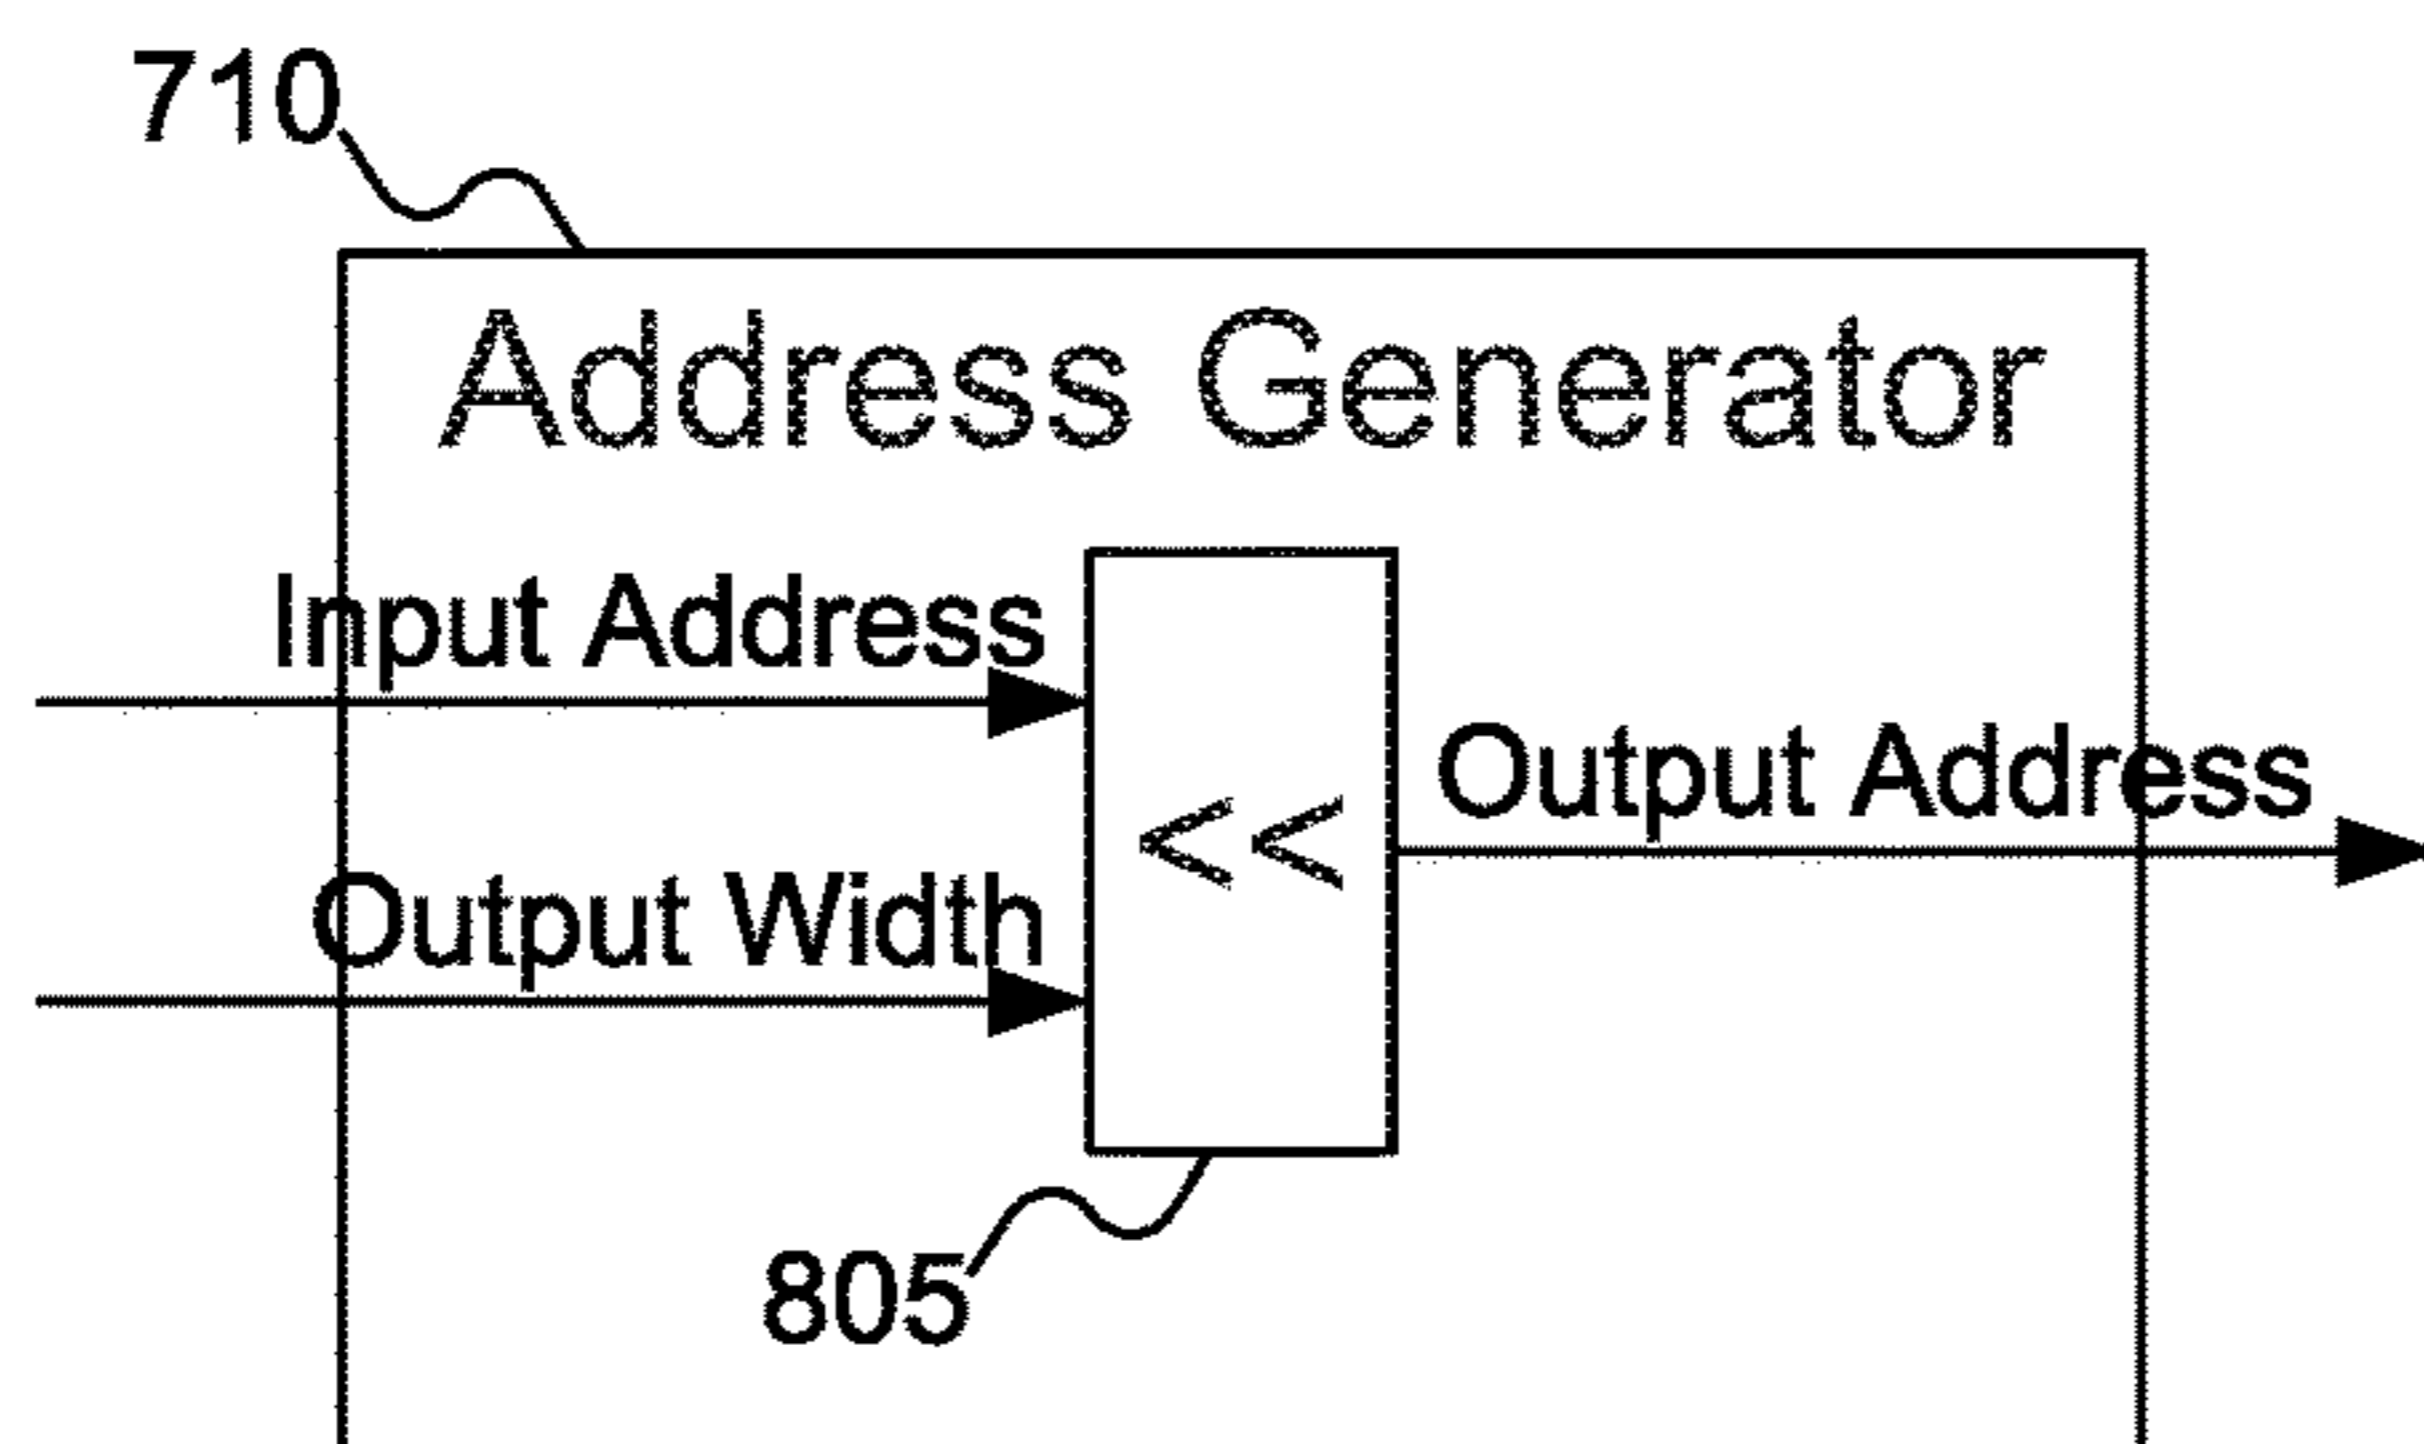 710
Address Generator
Input Address
Output Address
<<
Output Width
805